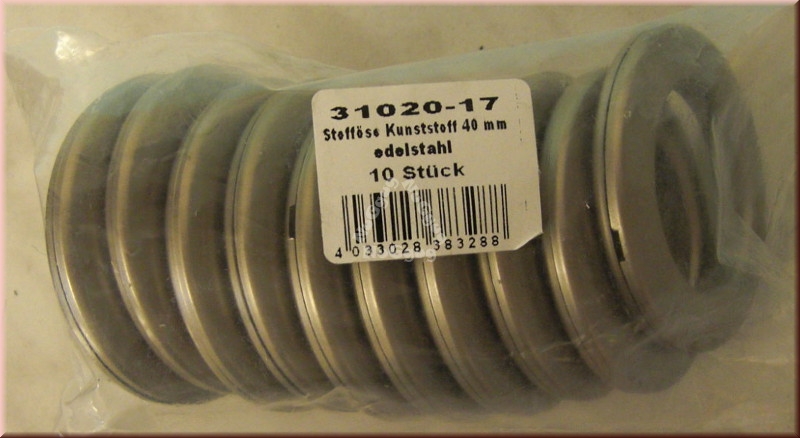 31020-17
Stofföse Kunststoff 40 mm
edelstahl
10 Stück
4 033028 383288